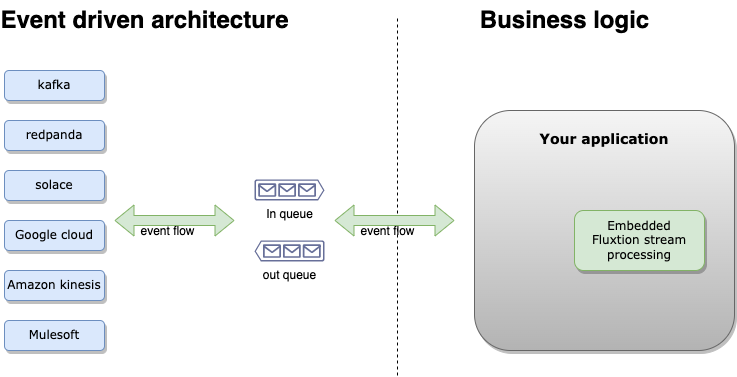 Event driven architecture
Business logic
kafka
redpanda
solace
Google cloud
Amazon kinesis
Mulesoft
event flow
In queue
out queue
event flow
Your application
Embedded
Fluxtion stream
processing